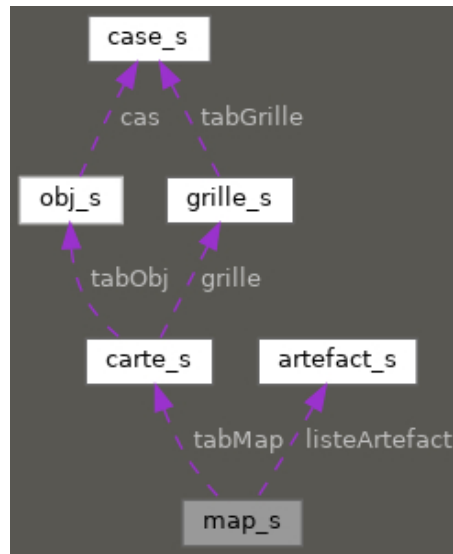 case_s
cas
tabGrille
obj_s
grille_s
tabObj
grille
carte_s
artefact_s
tabMap
listeArtefact
map_s